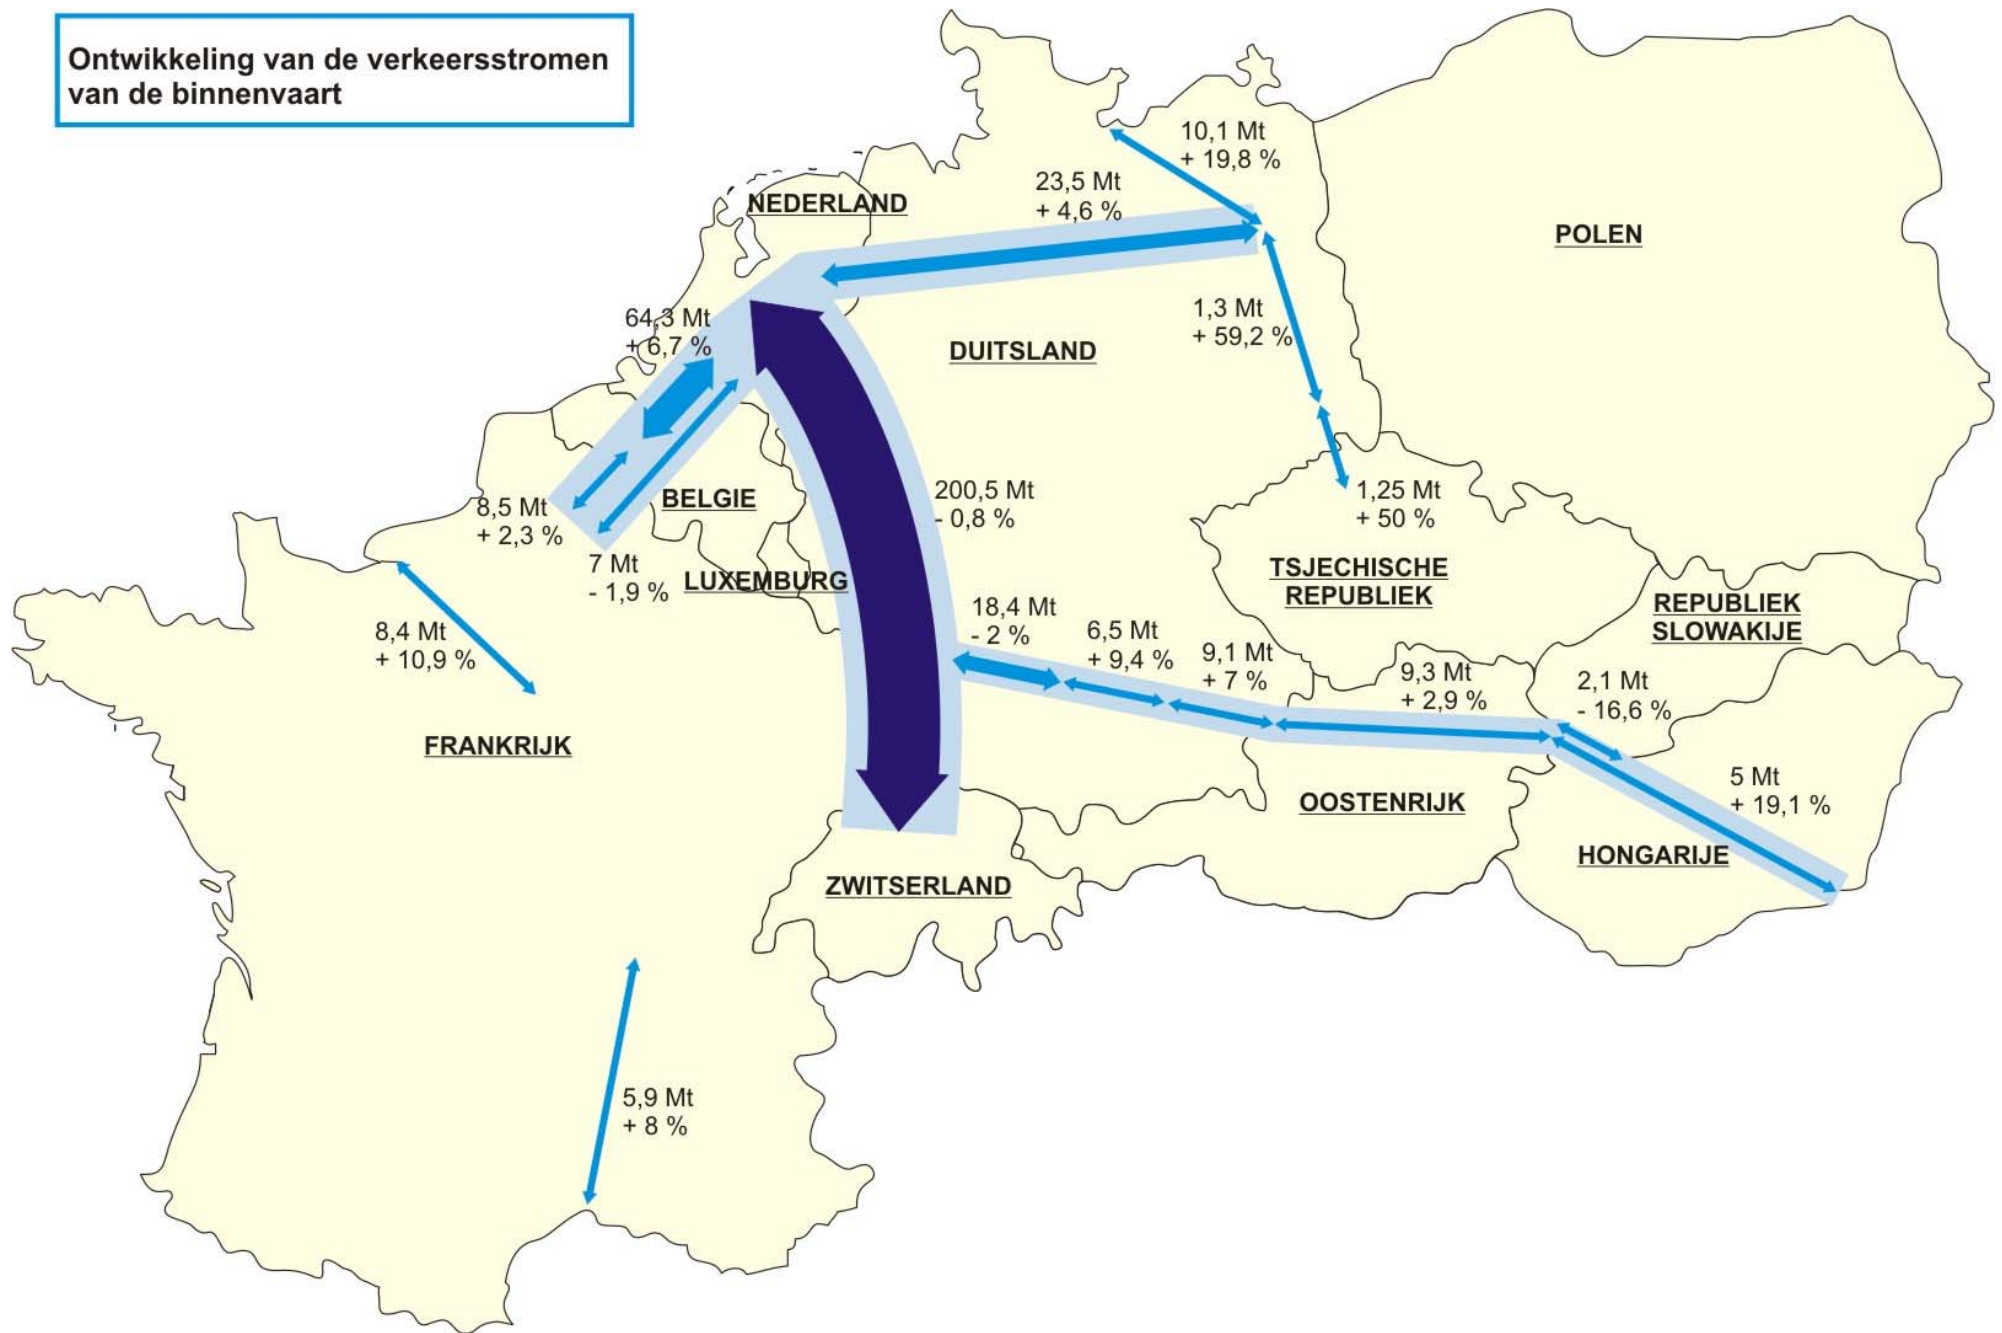 Ontwikkeling van de verkeersstromen
van de binnenvaart
10,1 Mt
+ 19,8 %
23,5 Mt
+ 4,6 %
NEDERLAND
POLEN
64,3 Mt
+ 6,7 %
1,3 Mt
+ 59,2 %
DUITSLAND
8,5 Mt
+ 2,3 %
BELGIE
200,5 Mt
- 0,8 %
1,25 Mt
+ 50 %
7 Mt
- 1,9 %
LUXEMBURG
TSJECHISCHE
REPUBLIEK
REPUBLIEK
SLOWAKIJE
8,4 Mt
+ 10,9 %
18,4 Mt
- 2 %
6,5 Mt
+ 9,4 %
9,1 Mt
+ 7 %
9,3 Mt
+ 2,9 %
2,1 Mt
- 16,6 %
FRANKRIJK
5 Mt
+ 19,1 %
OOSTENRIJK
HONGARIJE
ZWITSERLAND
5,9 Mt
+ 8 %